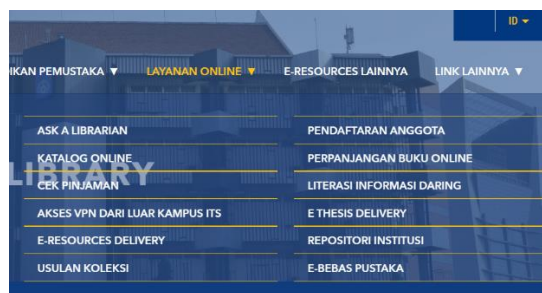 ID ▼
IKAN PEMUSTAKA ▼ LAYANAN ONLINE ▼ E-RESOURCES LAINNYA LINK LAINNYA ▼
ASK A LIBRARIAN
KATALOG ONLINE
LIBRARY
CEK PINJAMAN
AKSES VPN DARI LUAR KAMPUS ITS
E-RESOURCES DELIVERY
USULAN KOLEKSI
PENDAFTARAN ANGGOTA
PERPANJANGAN BUKU ONLINE
LITERASI INFORMASI DARING
E THESIS DELIVERY
REPOSITORI INSTITUSI
E-BEBAS PUSTAKA